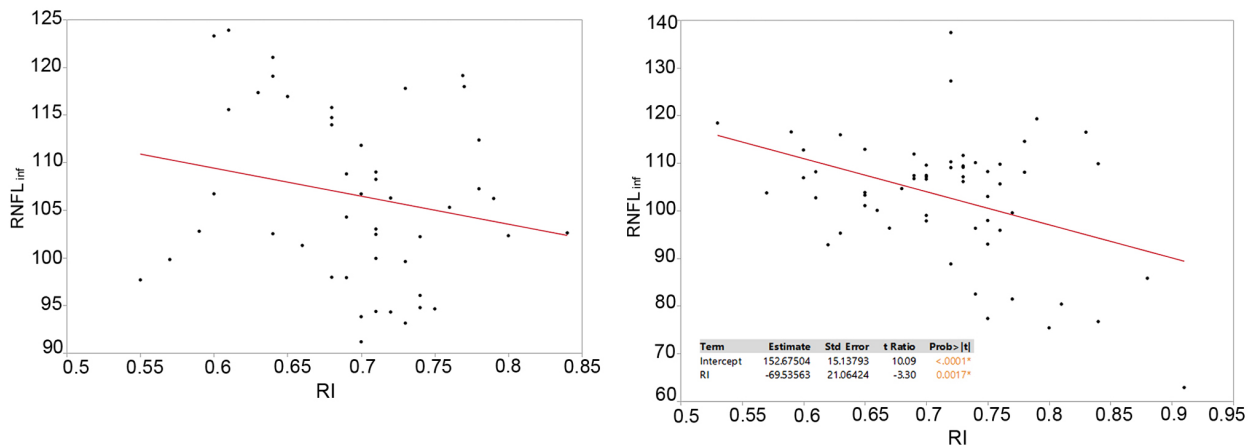 125
120
115
110
105
100
95
90
RNFL inf
0.5 0.55 0.6 0.65 0.7 0.75 0.8 0.85
RI
140
130
120
110
100
90
80
70
60
RNFL inf
Term Estimate Std Error t Ratio Prob>|t|
Intercept 152.67504 15.13793 10.09 <.0001*
RI -69.53563 21.06424 -3.30 0.0017*
0.5 0.55 0.6 0.65 0.7 0.75 0.8 0.85 0.9 0.95
RI